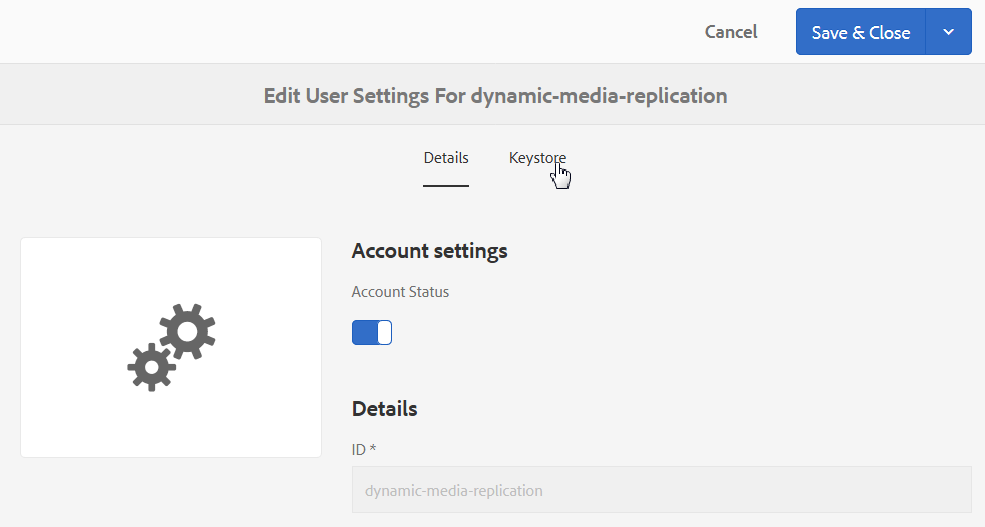 Cancel
Save & Close
Edit User Settings For dynamic-media-replication
Details
Keystore
Account settings
Account Status
Details
ID *
dynamic-media-replication